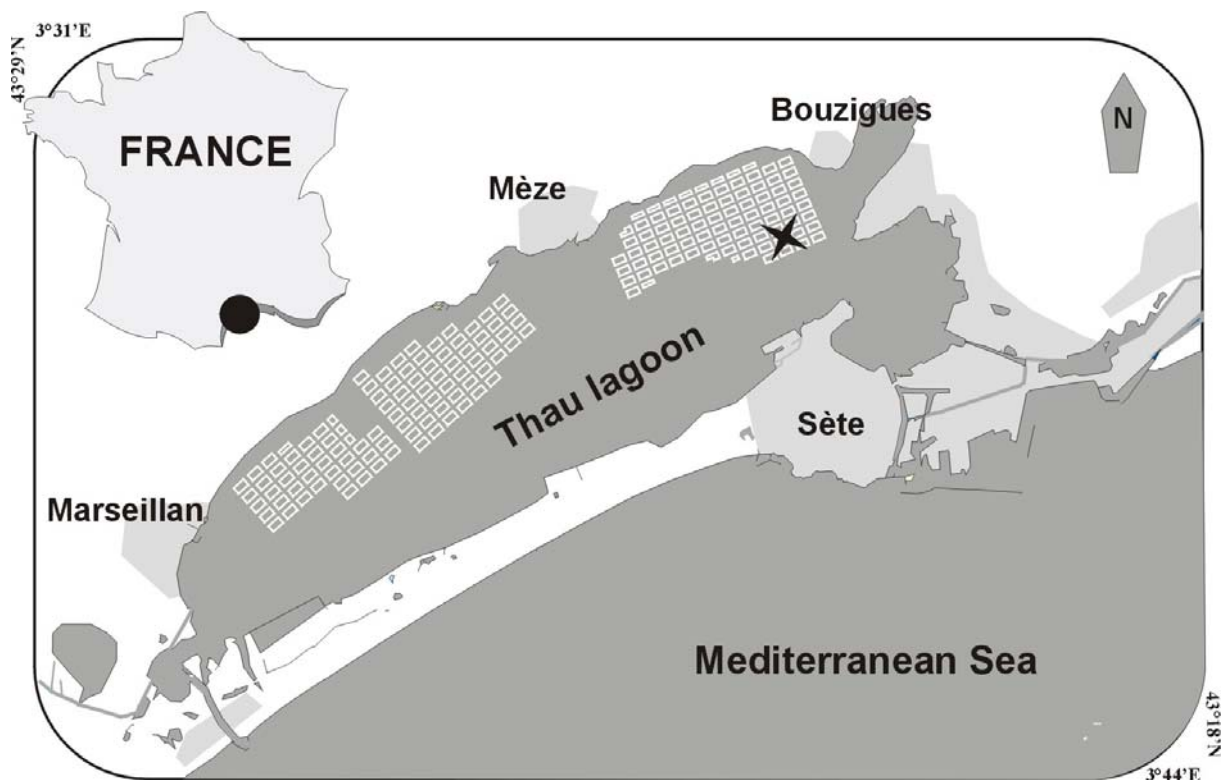 3°31'E
43°29'N
FRANCE
Bouzigues
N
Mèze
Thau lagoon
Sète
Marseillan
Mediterranean Sea
43°18'N
3°44'E